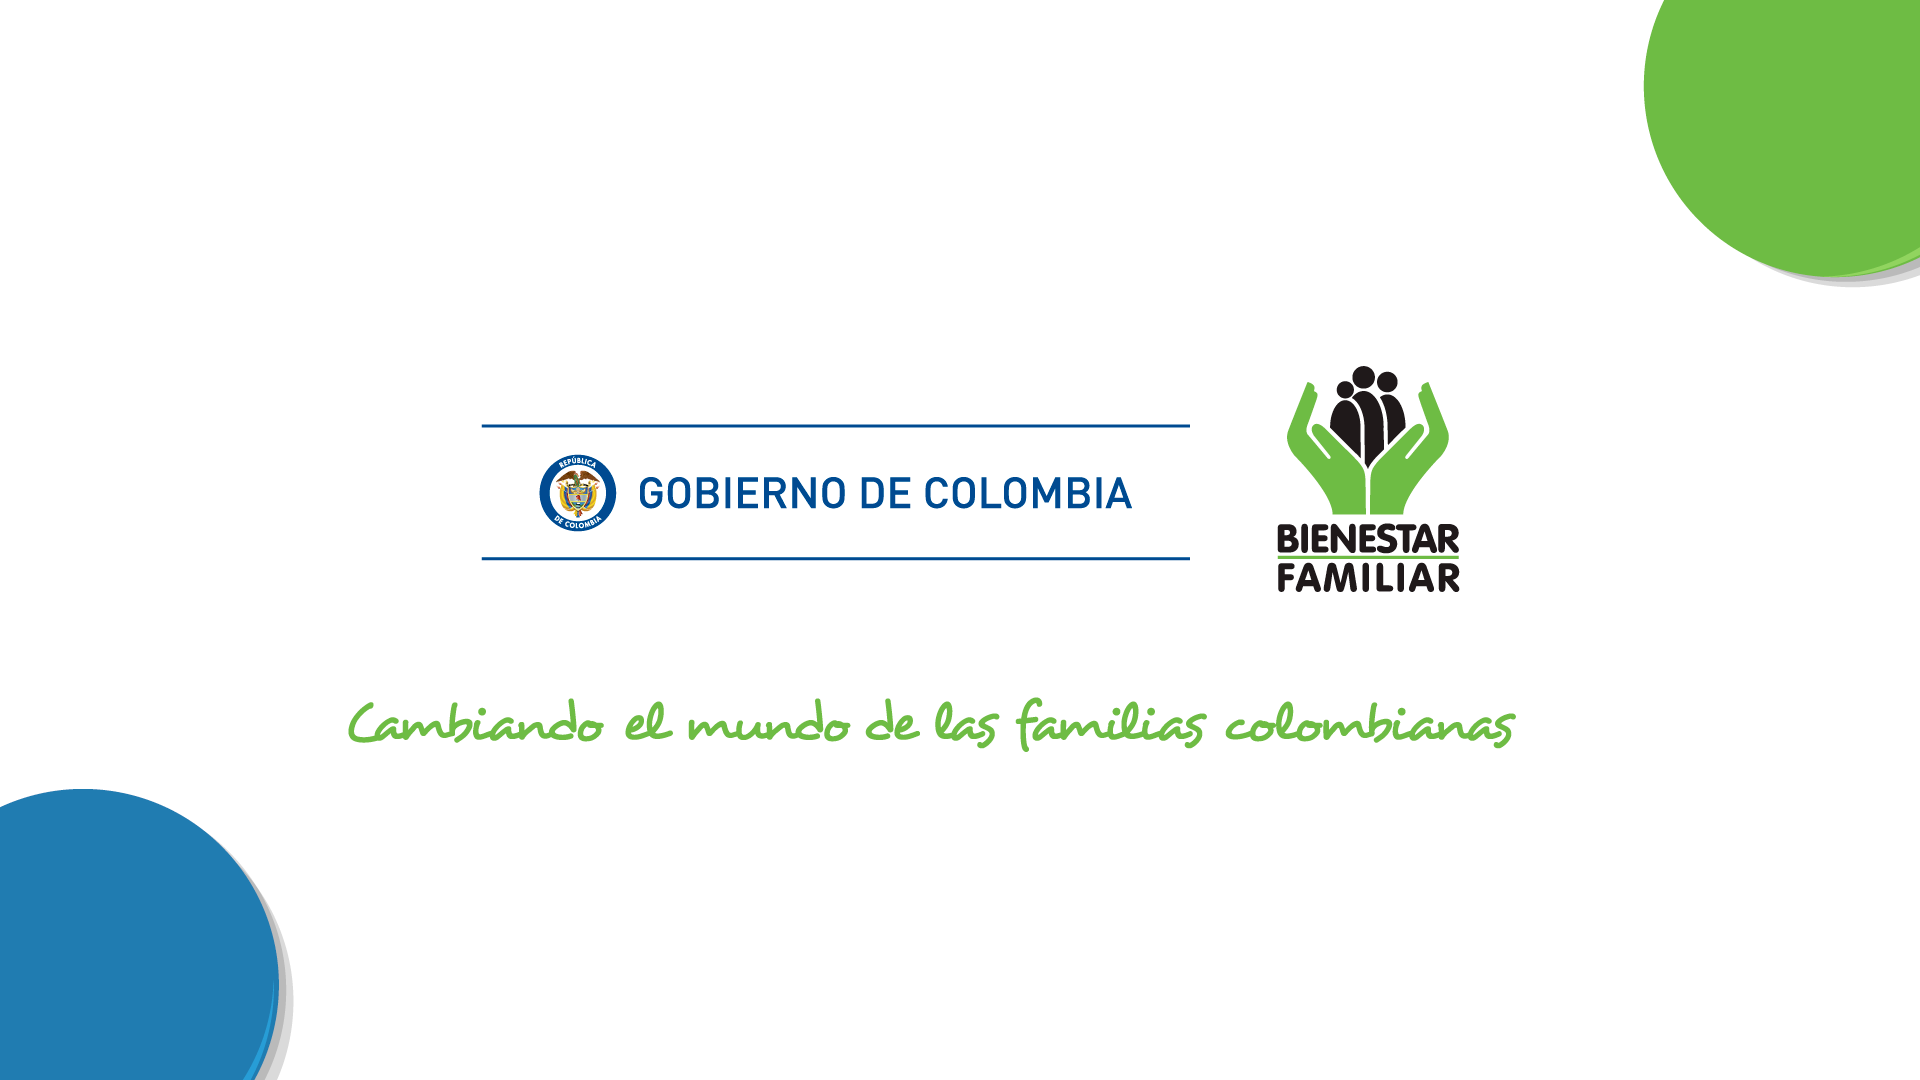 REPÚBLICA
DE COLOMBIA
GOBIERNO DE COLOMBIA
BIENESTAR
FAMILIAR
Cambiando el mundo de las familias colombianas